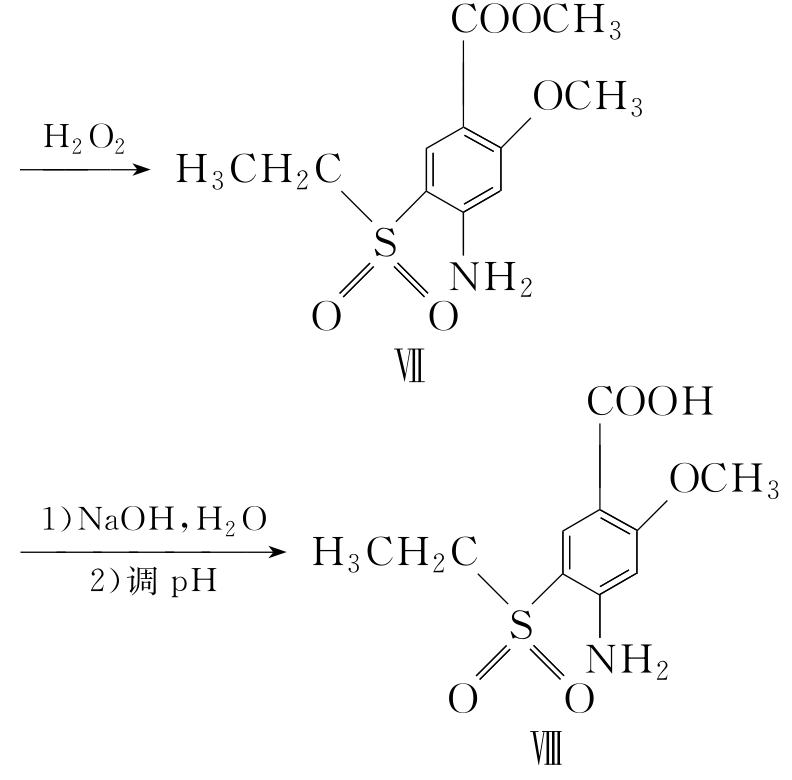 COOCH₃
OCH₃
H₂O₂
H₃CH₂C
S
NH₂
O O
Ⅶ
COOH
OCH₃
1)NaOH,H₂O
H₃CH₂C
2)调 pH
S
NH₂
O O
Ⅷ